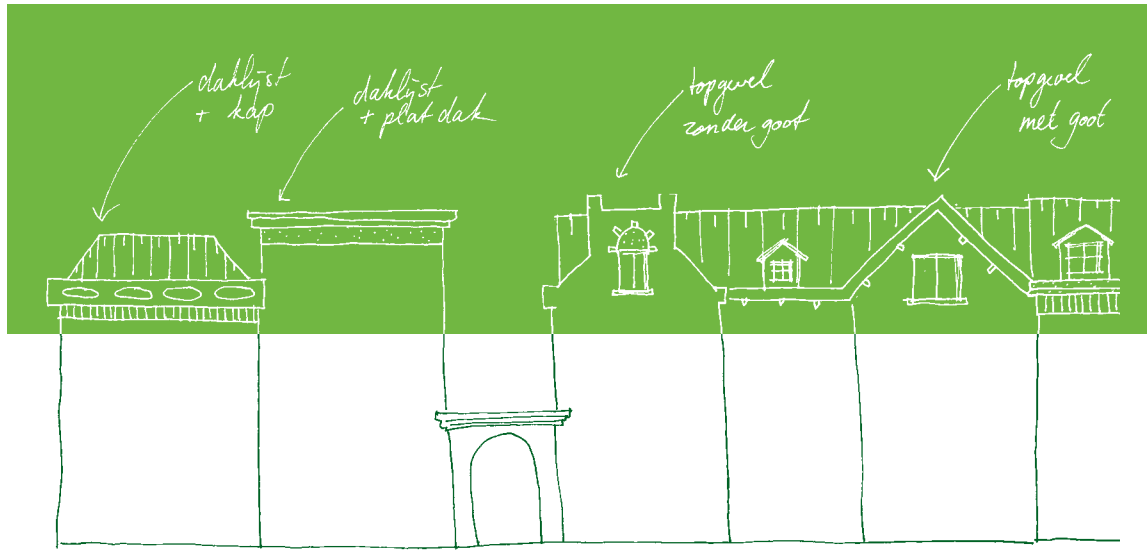 daklijst
+ kap
daklijst
+ plat dak
topgevel
zonder goot
topgevel
met goot